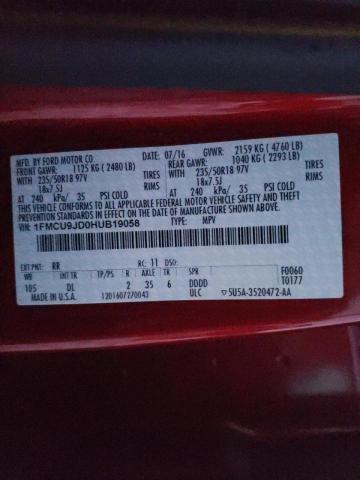 MFD. BY FORD MOTOR CO. DATE: 07/16 GVWR: 2159 KG (4760 LB)
FRONT GAWR: 1125 KG (2480 LB) REAR GAWR: 1040 KG (2293 LB)
WITH 235/50R18 97V TIRES WITH 235/50R18 97V TIRES
18x7.5J RIMS 18x7.5J RIMS
AT 240 kPa/ 35 PSI COLD AT 240 kPa/ 35 PSI COLD
THIS VEHICLE CONFORMS TO ALL APPLICABLE FEDERAL MOTOR VEHICLE
SAFETY AND THEFT PREVENTION STANDARDS IN EFFECT ON THE DATE OF MANUFACTURE SHOWN ABOVE.
VIN: 1FMCU9JD0HUB19058 TYPE: MPV
EXT PNT: RR RC: 11 DSO: F0060
WB INT TR TP/PS R AXLE TR SPR T0177
105 DL 2 35 6 DDDD
MADE IN U.S.A. 1201607270043 ULC 5U5A-3520472-AA